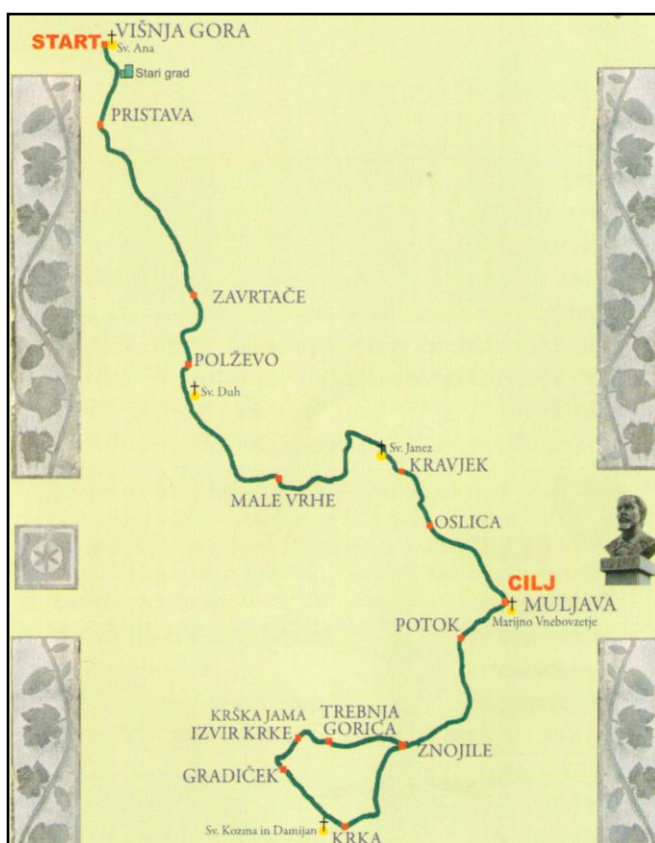 START
VIŠNJA GORA
Sv. Ana
Stari grad
PRISTAVA
ZAVRTAČE
POLŽEVO
Sv. Duh
MALE VRHE
Sv. Janez
KRAVJEK
OSLICA
CILJ
MULJAVA
Marijno Vnebovzetje
POTOK
KRŠKA JAMA
IZVIR KRKE
TREBNJA
GORICA
ZNOJILE
GRADIČEK
Sv. Kozma in Damijan
KRKA